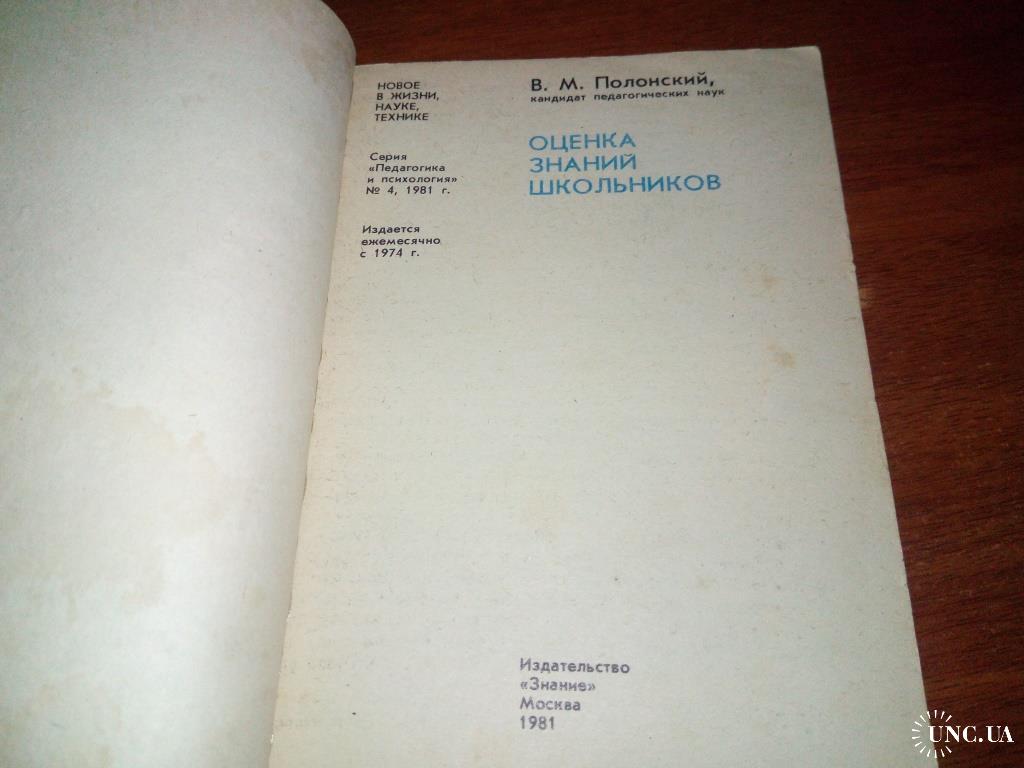 НОВОЕ
В ЖИЗНИ,
НАУКЕ,
ТЕХНИКЕ
Серия
«Педагогика
и психология»
№ 4, 1981 г.
Издается
ежемесячно
с 1974 г.
В. М. Полонский,
кандидат педагогических наук
ОЦЕНКА
ЗНАНИЙ
ШКОЛЬНИКОВ
Издательство
«Знание»
Москва
1981
UNC.UA